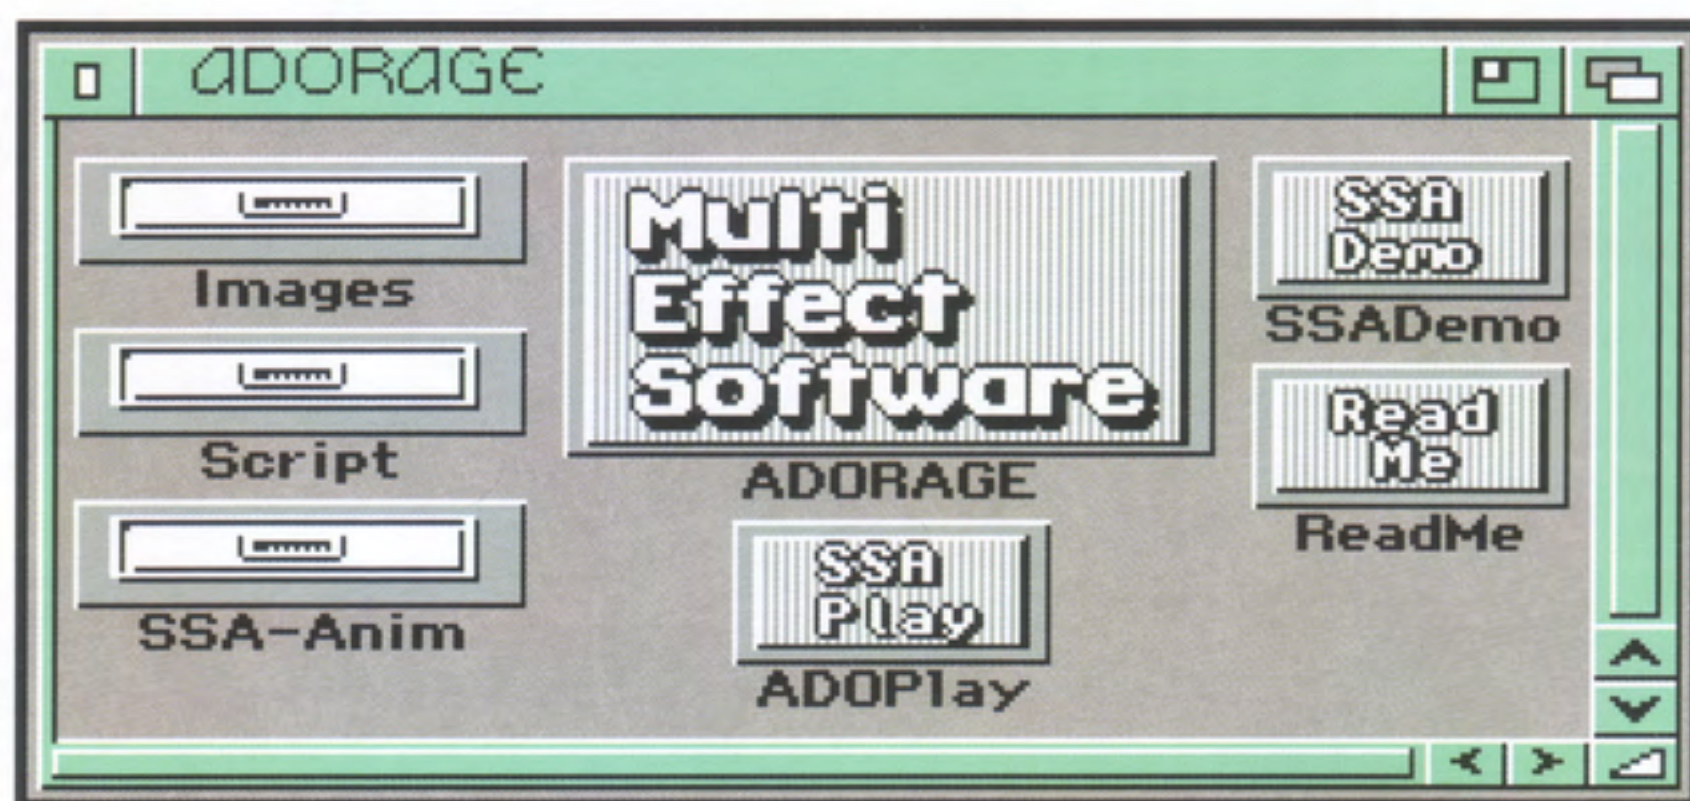 ADORAGE
Images
Script
SSA-Anim
Multi
Effect
Software
ADORAGE
SSA
Play
ADOPlay
SSA
Demo
SSADemo
Read
Me
ReadMe